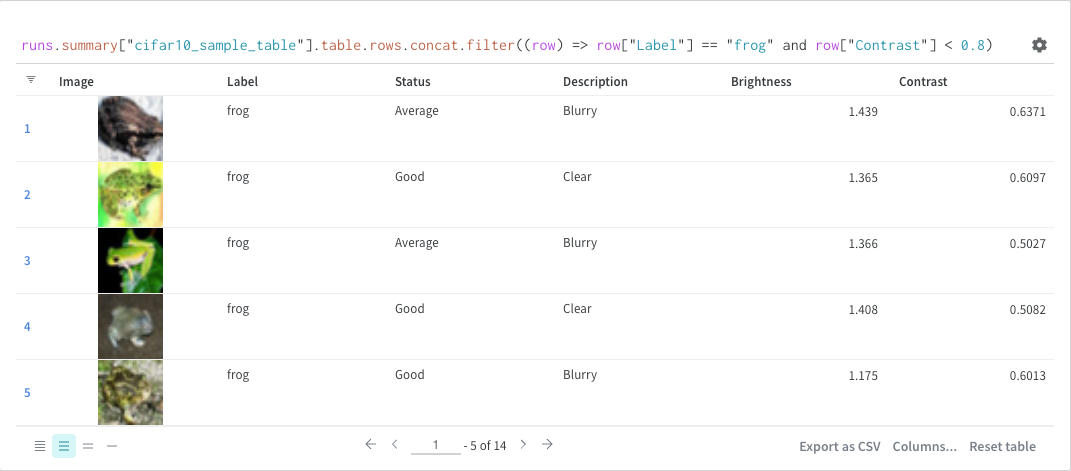 runs.summary["cifar10_sample_table"].table.rows.concat.filter((row) => row["Label"] == "frog" and row["Contrast"] < 0.8)
Image Label Status Description Brightness Contrast
1 frog Average Blurry 1.439 0.6371
2 frog Good Clear 1.365 0.6097
3 frog Average Blurry 1.366 0.5027
4 frog Good Clear 1.408 0.5082
5 frog Good Blurry 1.175 0.6013
1 - 5 of 14 Export as CSV Columns... Reset table